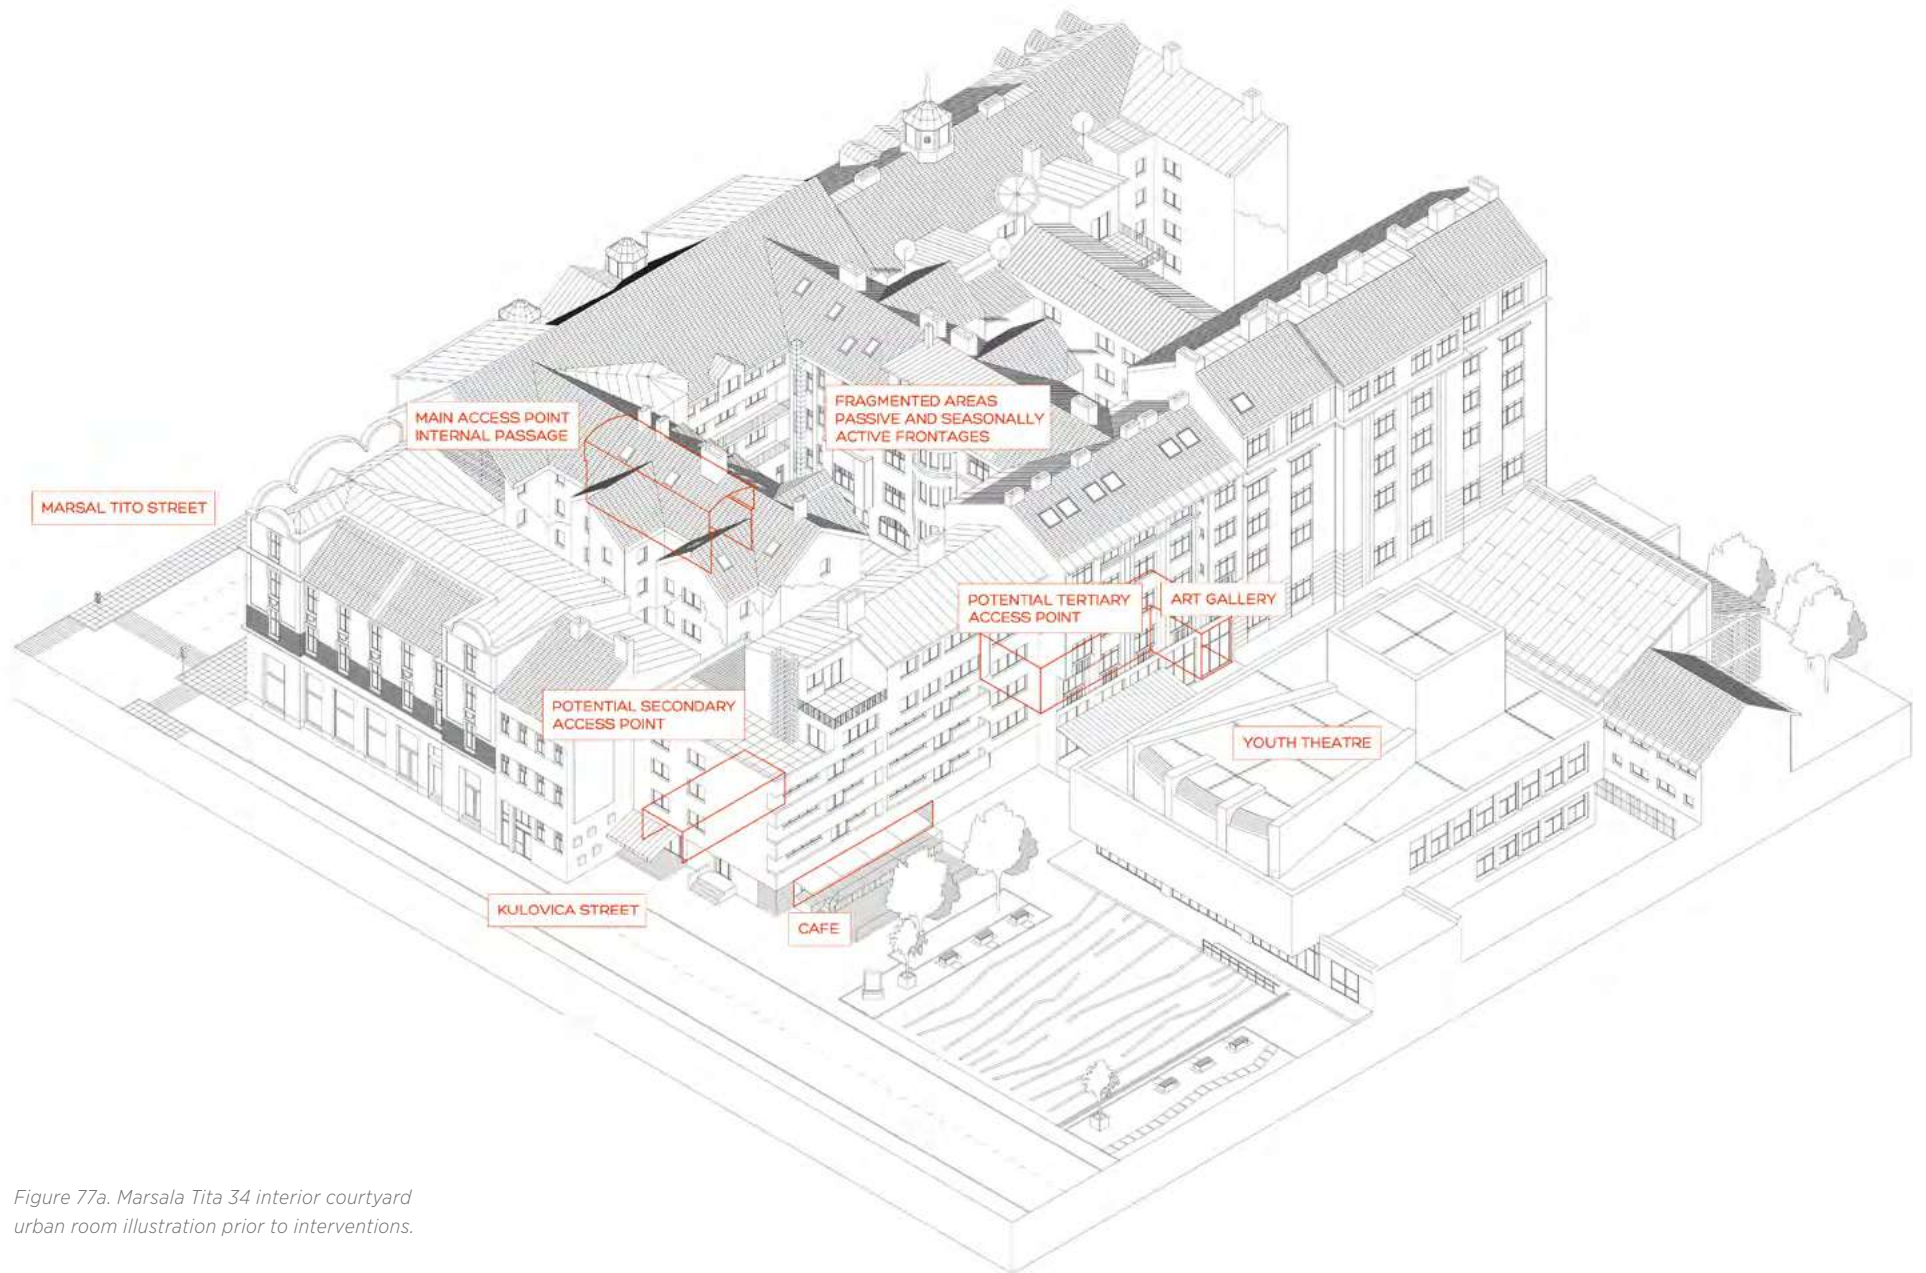 MAIN ACCESS POINT
INTERNAL PASSAGE
FRAGMENTED AREAS
PASSIVE AND SEASONALLY
ACTIVE FRONTAGES
MARSAL TITO STREET
POTENTIAL TERTIARY
ACCESS POINT
ART GALLERY
POTENTIAL SECONDARY
ACCESS POINT
YOUTH THEATRE
KULOVICA STREET
CAFE
Figure 77a. Marsala Tita 34 interior courtyard
urban room illustration prior to interventions.